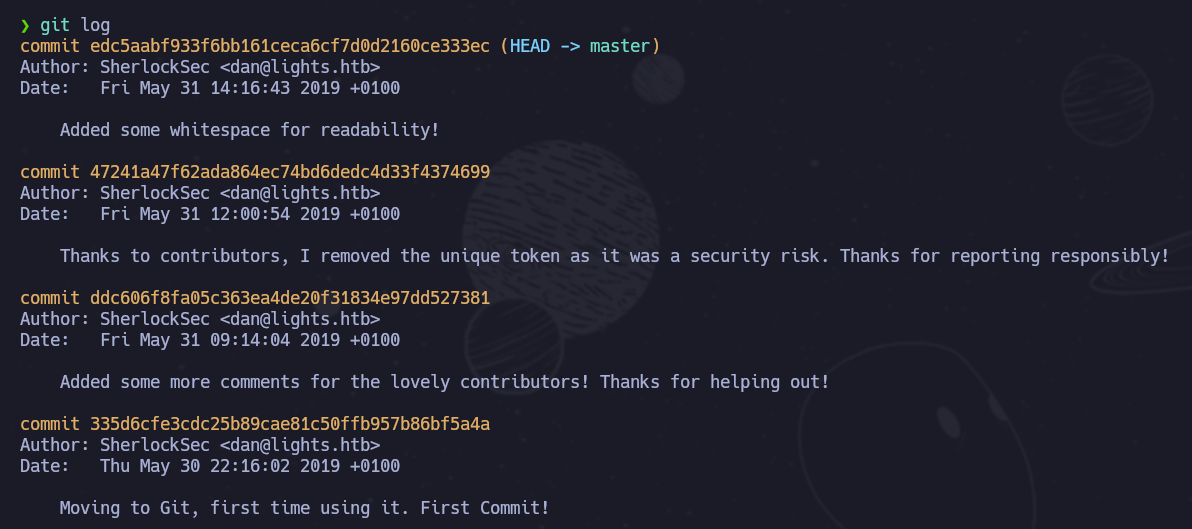 ❯ git log
commit edc5aabf933f6bb161ceca6cf7d0d2160ce333ec (HEAD -> master)
Author: SherlockSec <dan@lights.htb>
Date:   Fri May 31 14:16:43 2019 +0100
    Added some whitespace for readability!
commit 47241a47f62ada864ec74bd6dedc4d33f4374699
Author: SherlockSec <dan@lights.htb>
Date:   Fri May 31 12:00:54 2019 +0100
    Thanks to contributors, I removed the unique token as it was a security risk. Thanks for reporting responsibly!
commit ddc606f8fa05c363ea4de20f31834e97dd527381
Author: SherlockSec <dan@lights.htb>
Date:   Fri May 31 09:14:04 2019 +0100
    Added some more comments for the lovely contributors! Thanks for helping out!
commit 335d6cfe3cdc25b89cae81c50ffb957b86bf5a4a
Author: SherlockSec <dan@lights.htb>
Date:   Thu May 30 22:16:02 2019 +0100
    Moving to Git, first time using it. First Commit!